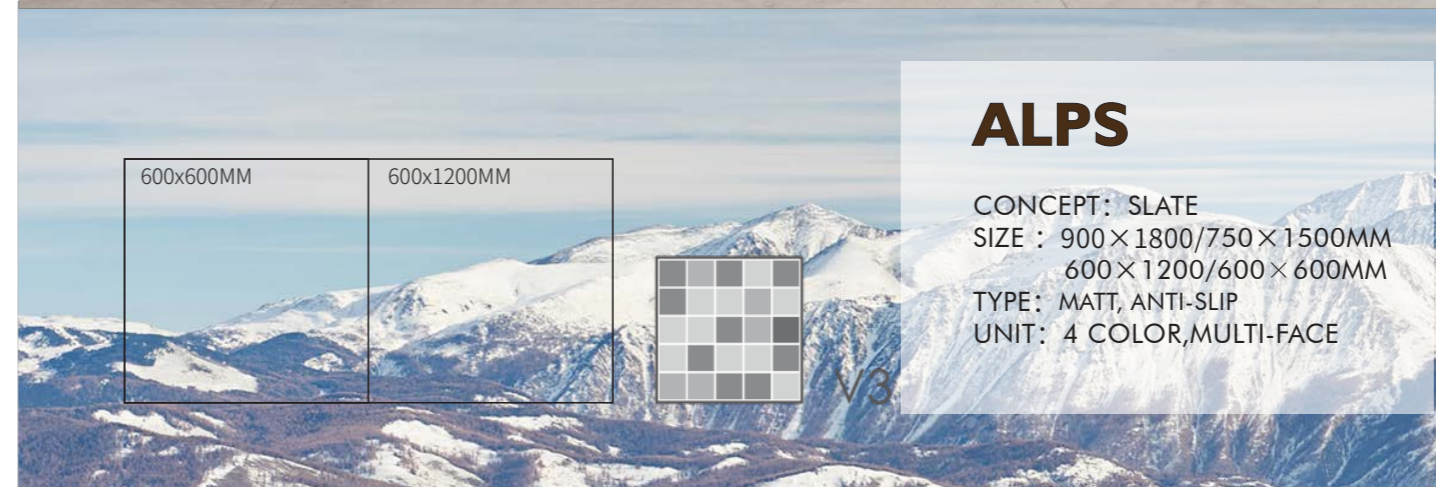 600x600MM
600x1200MM
V3
ALPS
CONCEPT: SLATE
SIZE : 900×1800/750×1500MM
600×1200/600×600MM
TYPE: MATT, ANTI-SLIP
UNIT: 4 COLOR,MULTI-FACE